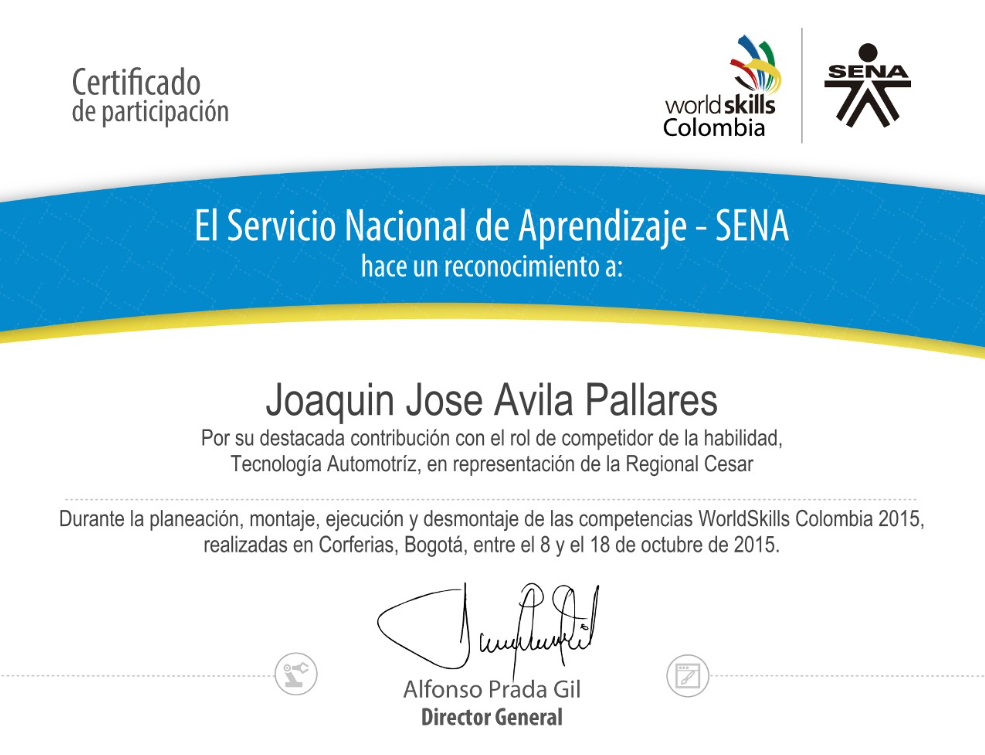 Certificado
de participación
worldskills
Colombia
SENA
El Servicio Nacional de Aprendizaje - SENA
hace un reconocimiento a:
Joaquin Jose Avila Pallares
Por su destacada contribución con el rol de competidor de la habilidad,
Tecnología Automotríz, en representación de la Regional Cesar
Durante la planeación, montaje, ejecución y desmontaje de las competencias WorldSkills Colombia 2015,
realizadas en Corferias, Bogotá, entre el 8 y el 18 de octubre de 2015.
Alfonso Prada Gil
Director General